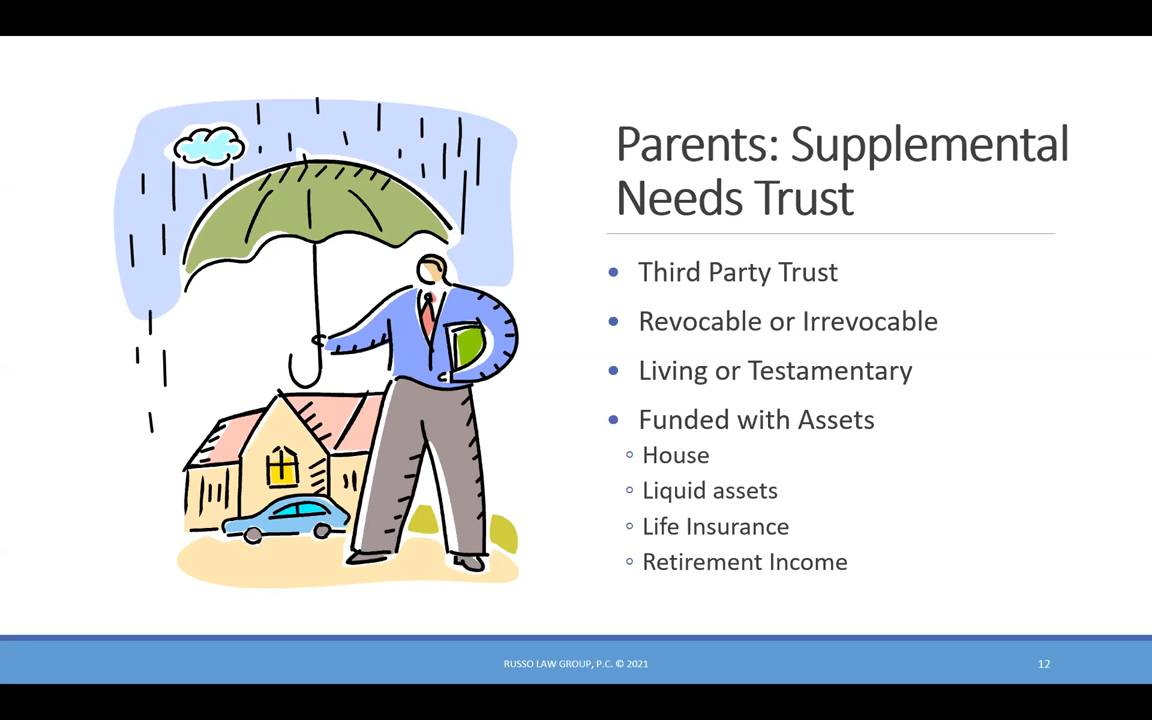 Parents: Supplemental
Needs Trust
• Third Party Trust
• Revocable or Irrevocable
• Living or Testamentary
• Funded with Assets
◦ House
◦ Liquid assets
◦ Life Insurance
◦ Retirement Income
RUSSO LAW GROUP, P.C. © 2021
12